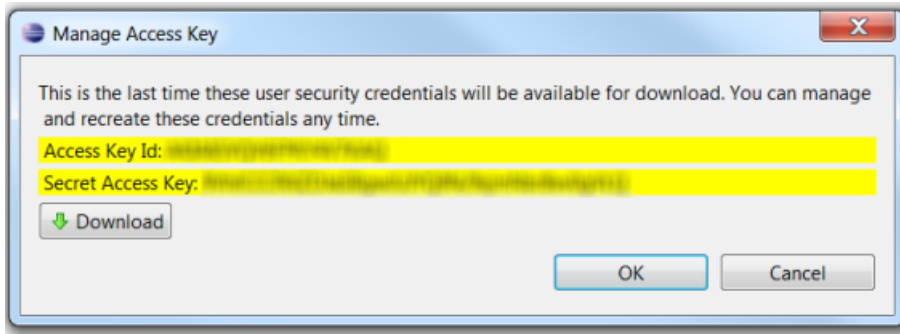 Manage Access Key
This is the last time these user security credentials will be available for download. You can manage
and recreate these credentials any time.
Access Key Id:
Secret Access Key:
Download
OK
Cancel